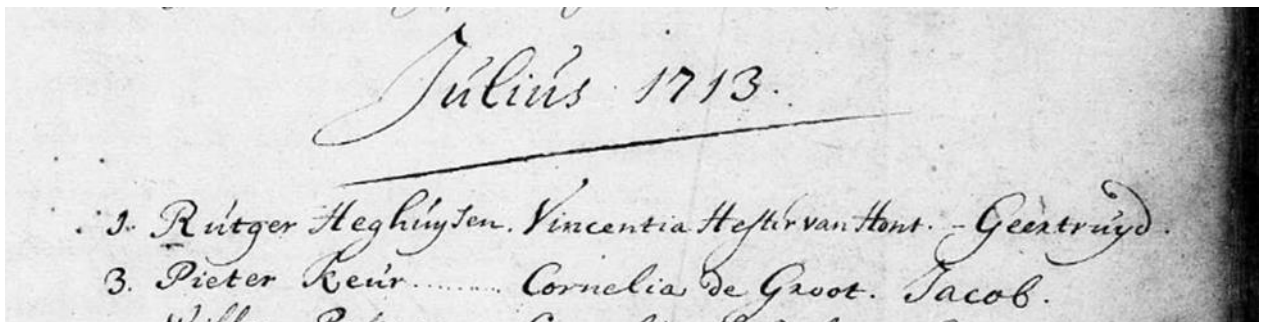 Julius 1713.
1. Rutger Heghuysen. Vincentia Hester van Hont. - Geertruyd.
3. Pieter Keur......... Cornelia de Groot. Jacob.